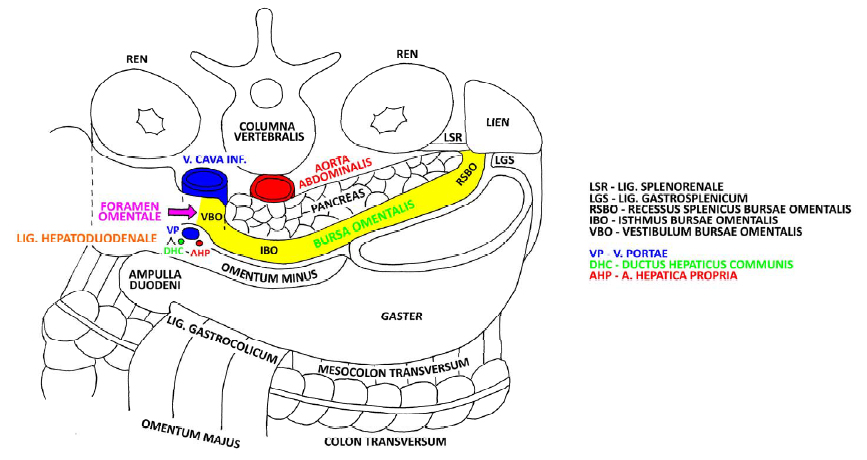 REN
REN
COLUMNA
VERTEBRALIS
LIEN
LSR
LGS
V. CAVA INF.
AORTA
ABDOMINALIS
PANCREAS
RSBO
FORAMEN
OMENTALE
VBO
BURSA OMENTALIS
IBO
VP
LIG. HEPATODUODENALE
DHC
AHP
OMENTUM MINUS
AMPULLA
DUODENI
GASTER
LIG. GASTROCOLICUM
MESOCOLON TRANSVERSUM
OMENTUM MAJUS
COLON TRANSVERSUM
LSR - LIG. SPLENORENALE
LGS - LIG. GASTROSPLENICUM
RSBO - RECESSUS SPLENICUS BURSAE OMENTALIS
IBO - ISTHMUS BURSAE OMENTALIS
VBO - VESTIBULUM BURSAE OMENTALIS
VP - V. PORTAE
DHC - DUCTUS HEPATICUS COMMUNIS
AHP - A. HEPATICA PROPRIA